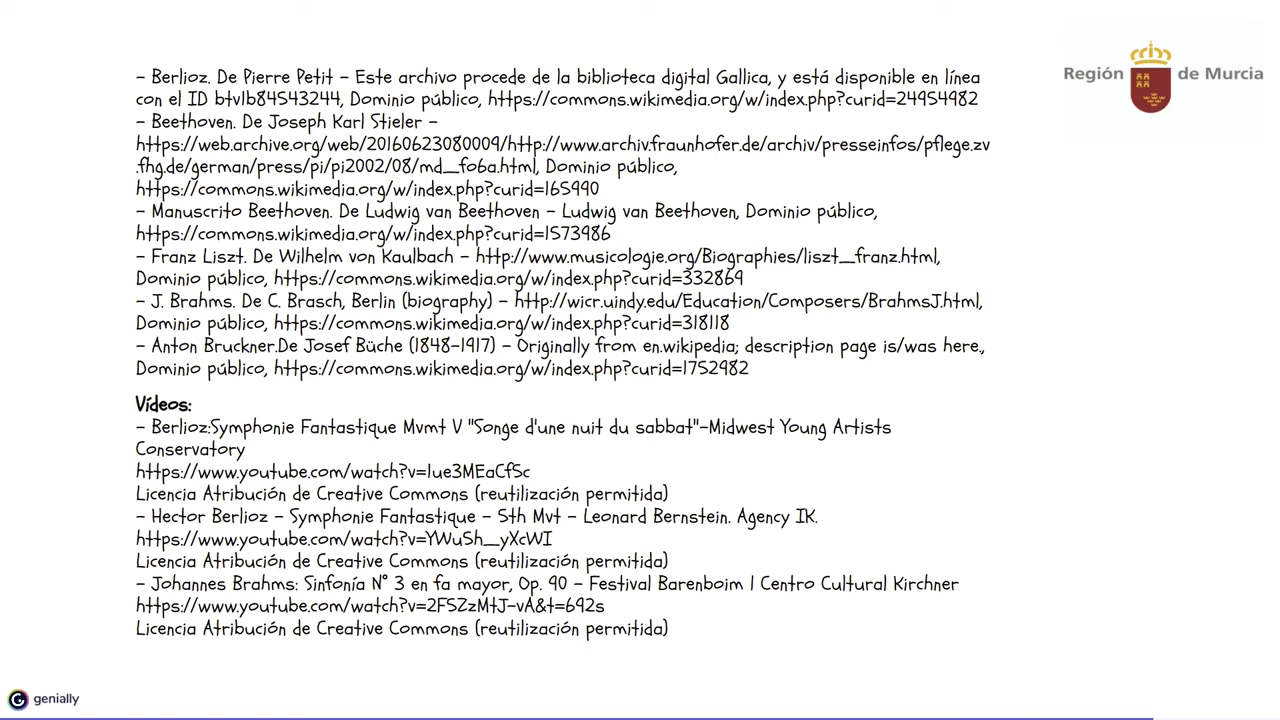 – Berlioz. De Pierre Petit – Este archivo procede de la biblioteca digital Gallica, y está disponible en línea
con el ID btv1b84543244, Dominio público, https://commons.wikimedia.org/w/index.php?curid=24954982
– Beethoven. De Joseph Karl Stieler –
https://web.archive.org/web/20160623080009/http://www.archiv.fraunhofer.de/archiv/presseinfos/pflege.zv
.fhg.de/german/press/pi/pi2002/08/md_fo6a.html, Dominio público,
https://commons.wikimedia.org/w/index.php?curid=165990
– Manuscrito Beethoven. De Ludwig van Beethoven – Ludwig van Beethoven, Dominio público,
https://commons.wikimedia.org/w/index.php?curid=1573986
– Franz Liszt. De Wilhelm von Kaulbach – http://www.musicologie.org/Biographies/liszt_franz.html,
Dominio público, https://commons.wikimedia.org/w/index.php?curid=332869
– J. Brahms. De C. Brasch, Berlin (biography) – http://wicr.uindy.edu/Education/Composers/BrahmsJ.html,
Dominio público, https://commons.wikimedia.org/w/index.php?curid=318118
– Anton Bruckner.De Josef Büche (1848–1917) – Originally from en.wikipedia; description page is/was here.,
Dominio público, https://commons.wikimedia.org/w/index.php?curid=1752982
Vídeos:
– Berlioz:Symphonie Fantastique Mvmt V "Songe d'une nuit du sabbat"–Midwest Young Artists
Conservatory
https://www.youtube.com/watch?v=1ue3MEaCfSc
Licencia Atribución de Creative Commons (reutilización permitida)
– Hector Berlioz – Symphonie Fantastique – 5th Mvt – Leonard Bernstein. Agency IK.
https://www.youtube.com/watch?v=YWuSh_yXcWI
Licencia Atribución de Creative Commons (reutilización permitida)
– Johannes Brahms: Sinfonía N° 3 en fa mayor, Op. 90 – Festival Barenboim | Centro Cultural Kirchner
https://www.youtube.com/watch?v=2FSZzMtJ-vA&t=692s
Licencia Atribución de Creative Commons (reutilización permitida)
Región de Murcia
genially